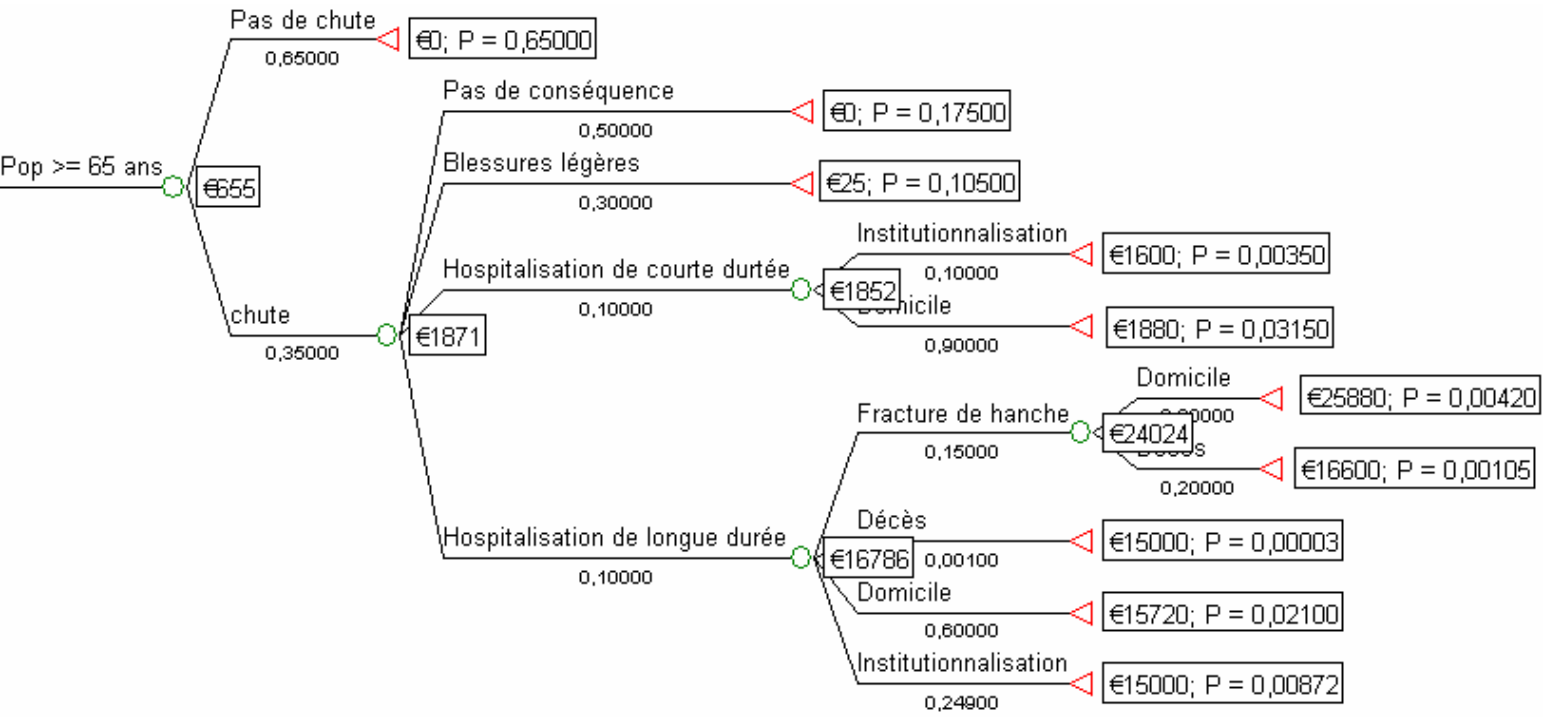 Pas de chute
0,65000
€0; P = 0,65000
Pas de conséquence
0,50000
€0; P = 0,17500
Pop >= 65 ans
€655
Blessures légères
0,30000
€25; P = 0,10500
Institutionnalisation
0,10000
€1600; P = 0,00350
Hospitalisation de courte durtée
0,10000
€1852
0,90000
€1880; P = 0,03150
chute
0,35000
€1871
Domicile
€25880; P = 0,00420
Fracture de hanche
0,15000
€24024
0,20000
€16600; P = 0,00105
Hospitalisation de longue durée
0,10000
€16786
Décès
0,00100
€15000; P = 0,00003
Domicile
0,60000
€15720; P = 0,02100
Institutionnalisation
0,24900
€15000; P = 0,00872